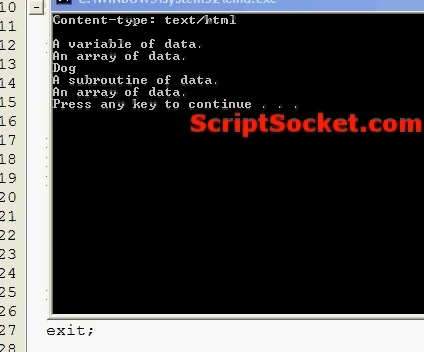 C:\WINDOWS\system32\cmd.exe
10
Content-type: text/html
11
12
A variable of data.
An array of data.
13
Dog
14
A subroutine of data.
An array of data.
15
Press any key to continue . . .
16
ScriptSocket.com
17
18
19
20
21
22
23
24
25
26
27 exit;
28